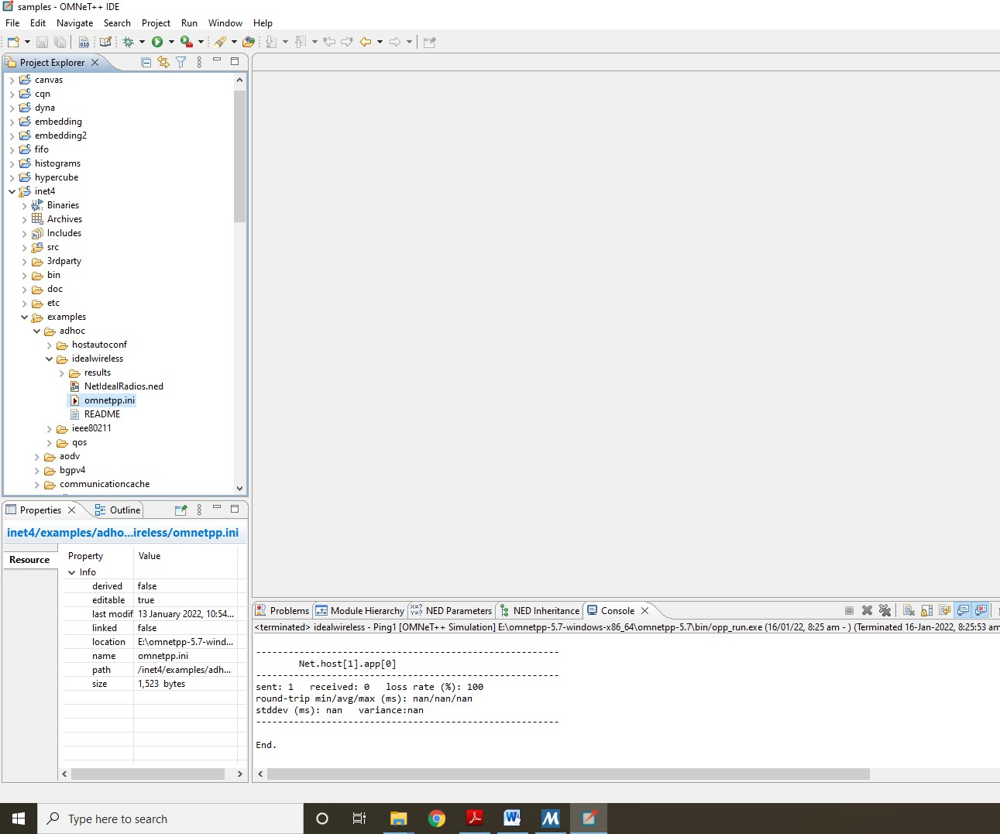 samples - OMNeT++ IDE
File Edit Navigate Search Project Run Window Help
010
Project Explorer
canvas
cqn
dyna
embedding
embedding2
fifo
histograms
hypercube
inet4
Binaries
Archives
Includes
src
3rdparty
bin
doc
etc
examples
adhoc
hostautoconf
idealwireless
results
NetIdealRadios.ned
omnetpp.ini
README
ieee80211
qos
aodv
bgpv4
communicationcache
Properties Outline
inet4/examples/adho...ireless/omnetpp.ini
Resource
Property Value
Info
derived false
editable true
last modif 13 January 2022, 10:54...
linked false
location E:\omnetpp-5.7-wind...
name omnetpp.ini
path /inet4/examples/adh...
size 1,523 bytes
Problems Module Hierarchy NED Parameters NED Inheritance Console
<terminated> idealwireless - Ping1 [OMNeT++ Simulation] E:\omnetpp-5.7-windows-x86_64\omnetpp-5.7\bin/opp_run.exe (16/01/22, 8:25 am - ) (Terminated 16-Jan-2022, 8:25:53 am
--------------------------------------------------------
Net.host[1].app[0]
--------------------------------------------------------
sent: 1 received: 0 loss rate (%): 100
round-trip min/avg/max (ms): nan/nan/nan
stddev (ms): nan variance:nan
--------------------------------------------------------
End.
Type here to search